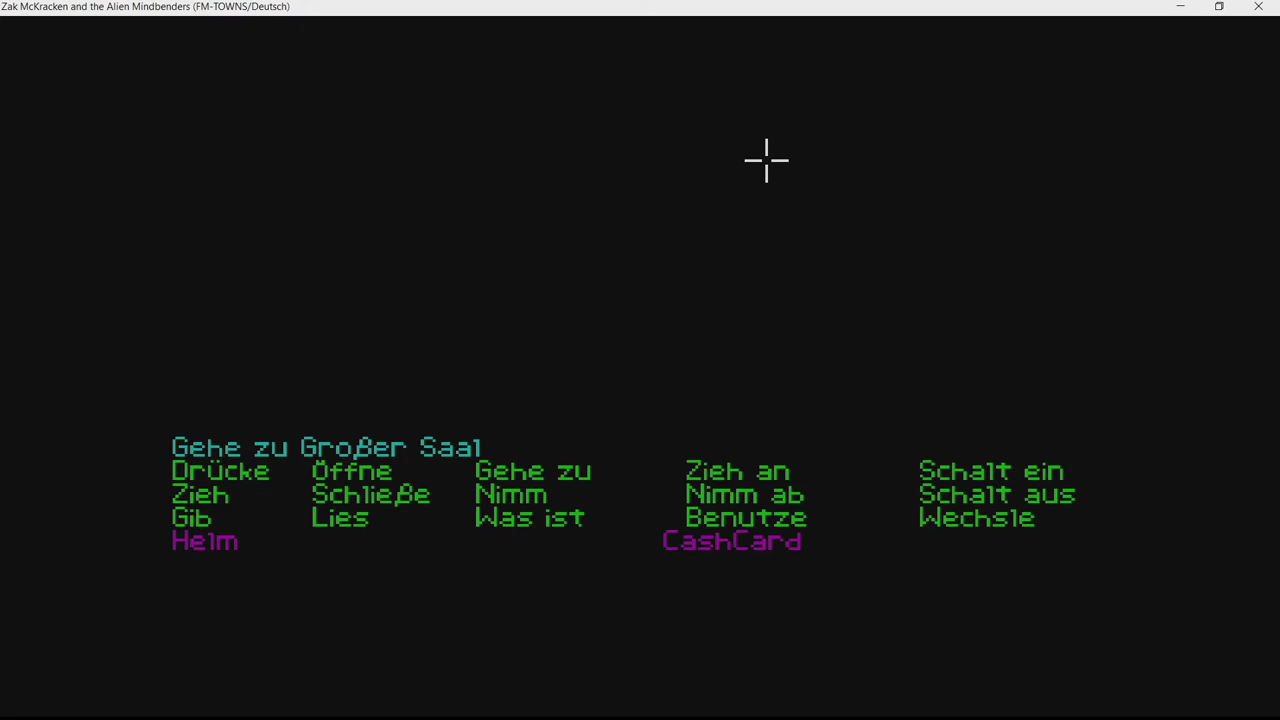 Zak McKracken and the Alien Mindbenders (FM-TOWNS/Deutsch)
Gehe zu Großer Saal
Drücke Öffne Gehe zu Zieh an Schalt ein
Zieh Schließe Nimm Nimm ab Schalt aus
Gib Lies Was ist Benutze Wechsle
Helm CashCard